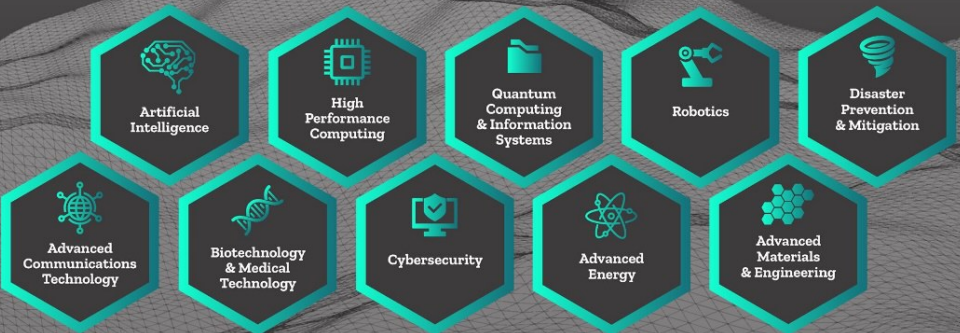 Artificial
Intelligence
High
Performance
Computing
Quantum
Computing
& Information
Systems
Robotics
Disaster
Prevention
& Mitigation
Advanced
Communications
Technology
Biotechnology
& Medical
Technology
Cybersecurity
Advanced
Energy
Advanced
Materials
& Engineering